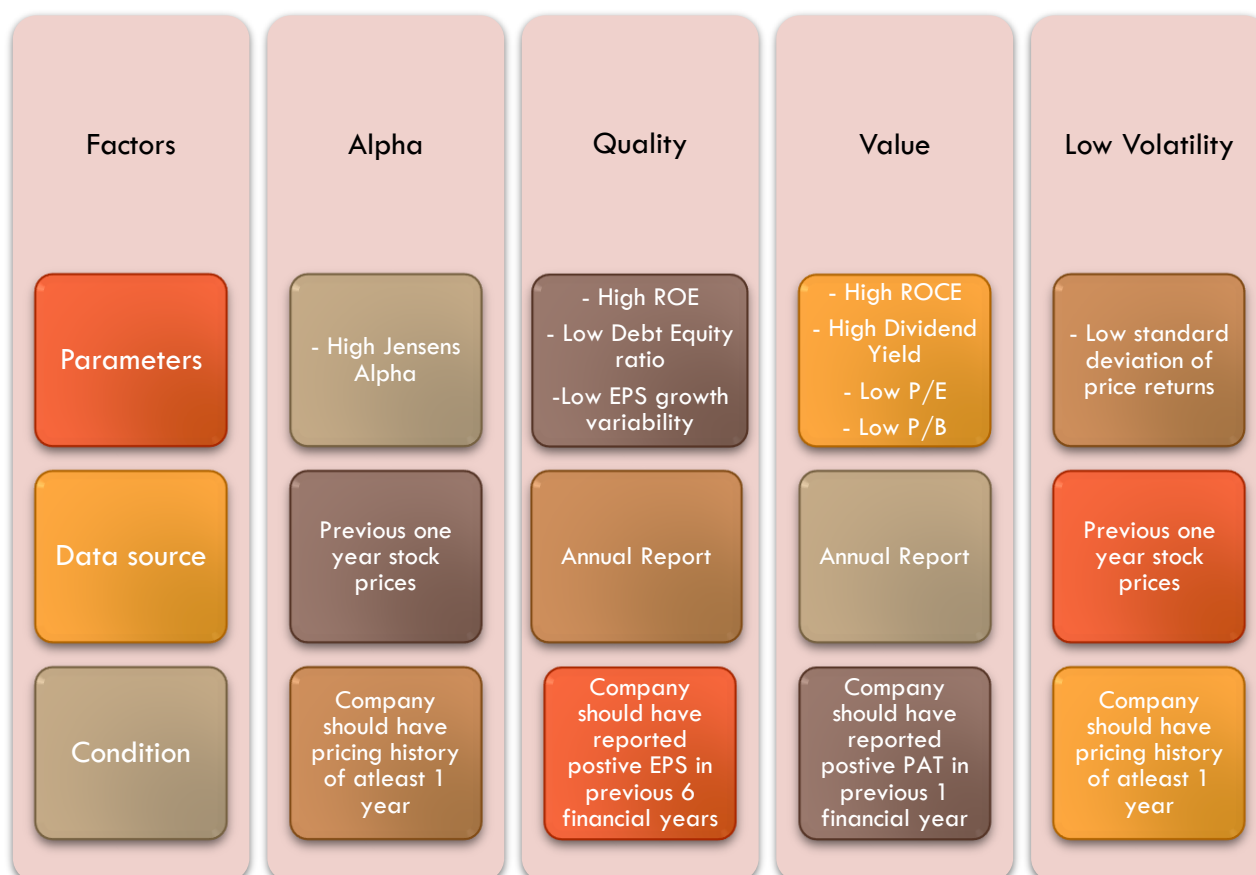 Factors
Alpha
Quality
Value
Low Volatility
Parameters
- High Jensens
Alpha
- High ROE
- Low Debt Equity
ratio
-Low EPS growth
variability
- High ROCE
- High Dividend
Yield
- Low P/E
- Low P/B
- Low standard
deviation of
price returns
Data source
Previous one
year stock
prices
Annual Report
Annual Report
Previous one
year stock
prices
Condition
Company
should have
pricing history
of atleast 1
year
Company
should have
reported
postive EPS in
previous 6
financial years
Company
should have
reported
postive PAT in
previous 1
financial year
Company
should have
pricing history
of atleast 1
year